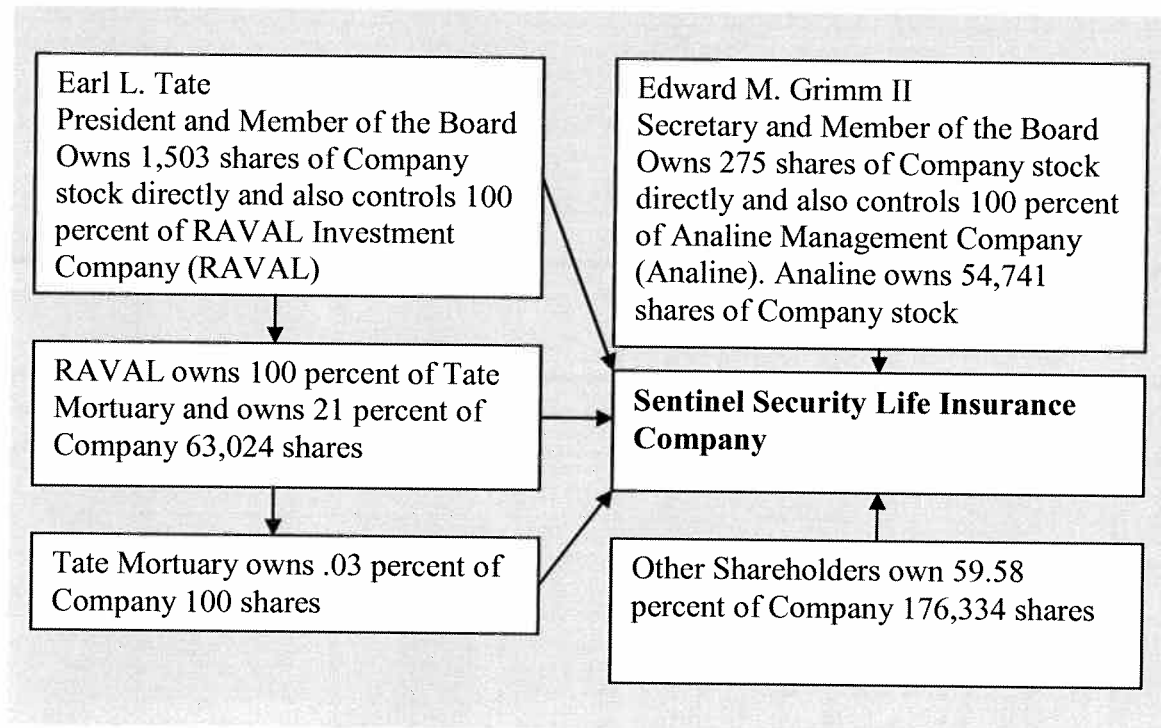 Earl L. Tate
President and Member of the Board
Owns 1,503 shares of Company
stock directly and also controls 100
percent of RAVAL Investment
Company (RAVAL)
RAVAL owns 100 percent of Tate
Mortuary and owns 21 percent of
Company 63,024 shares
Tate Mortuary owns .03 percent of
Company 100 shares
Edward M. Grimm II
Secretary and Member of the Board
Owns 275 shares of Company stock
directly and also controls 100 percent
of Analine Management Company
(Analine). Analine owns 54,741
shares of Company stock
Sentinel Security Life Insurance
Company
Other Shareholders own 59.58
percent of Company 176,334 shares